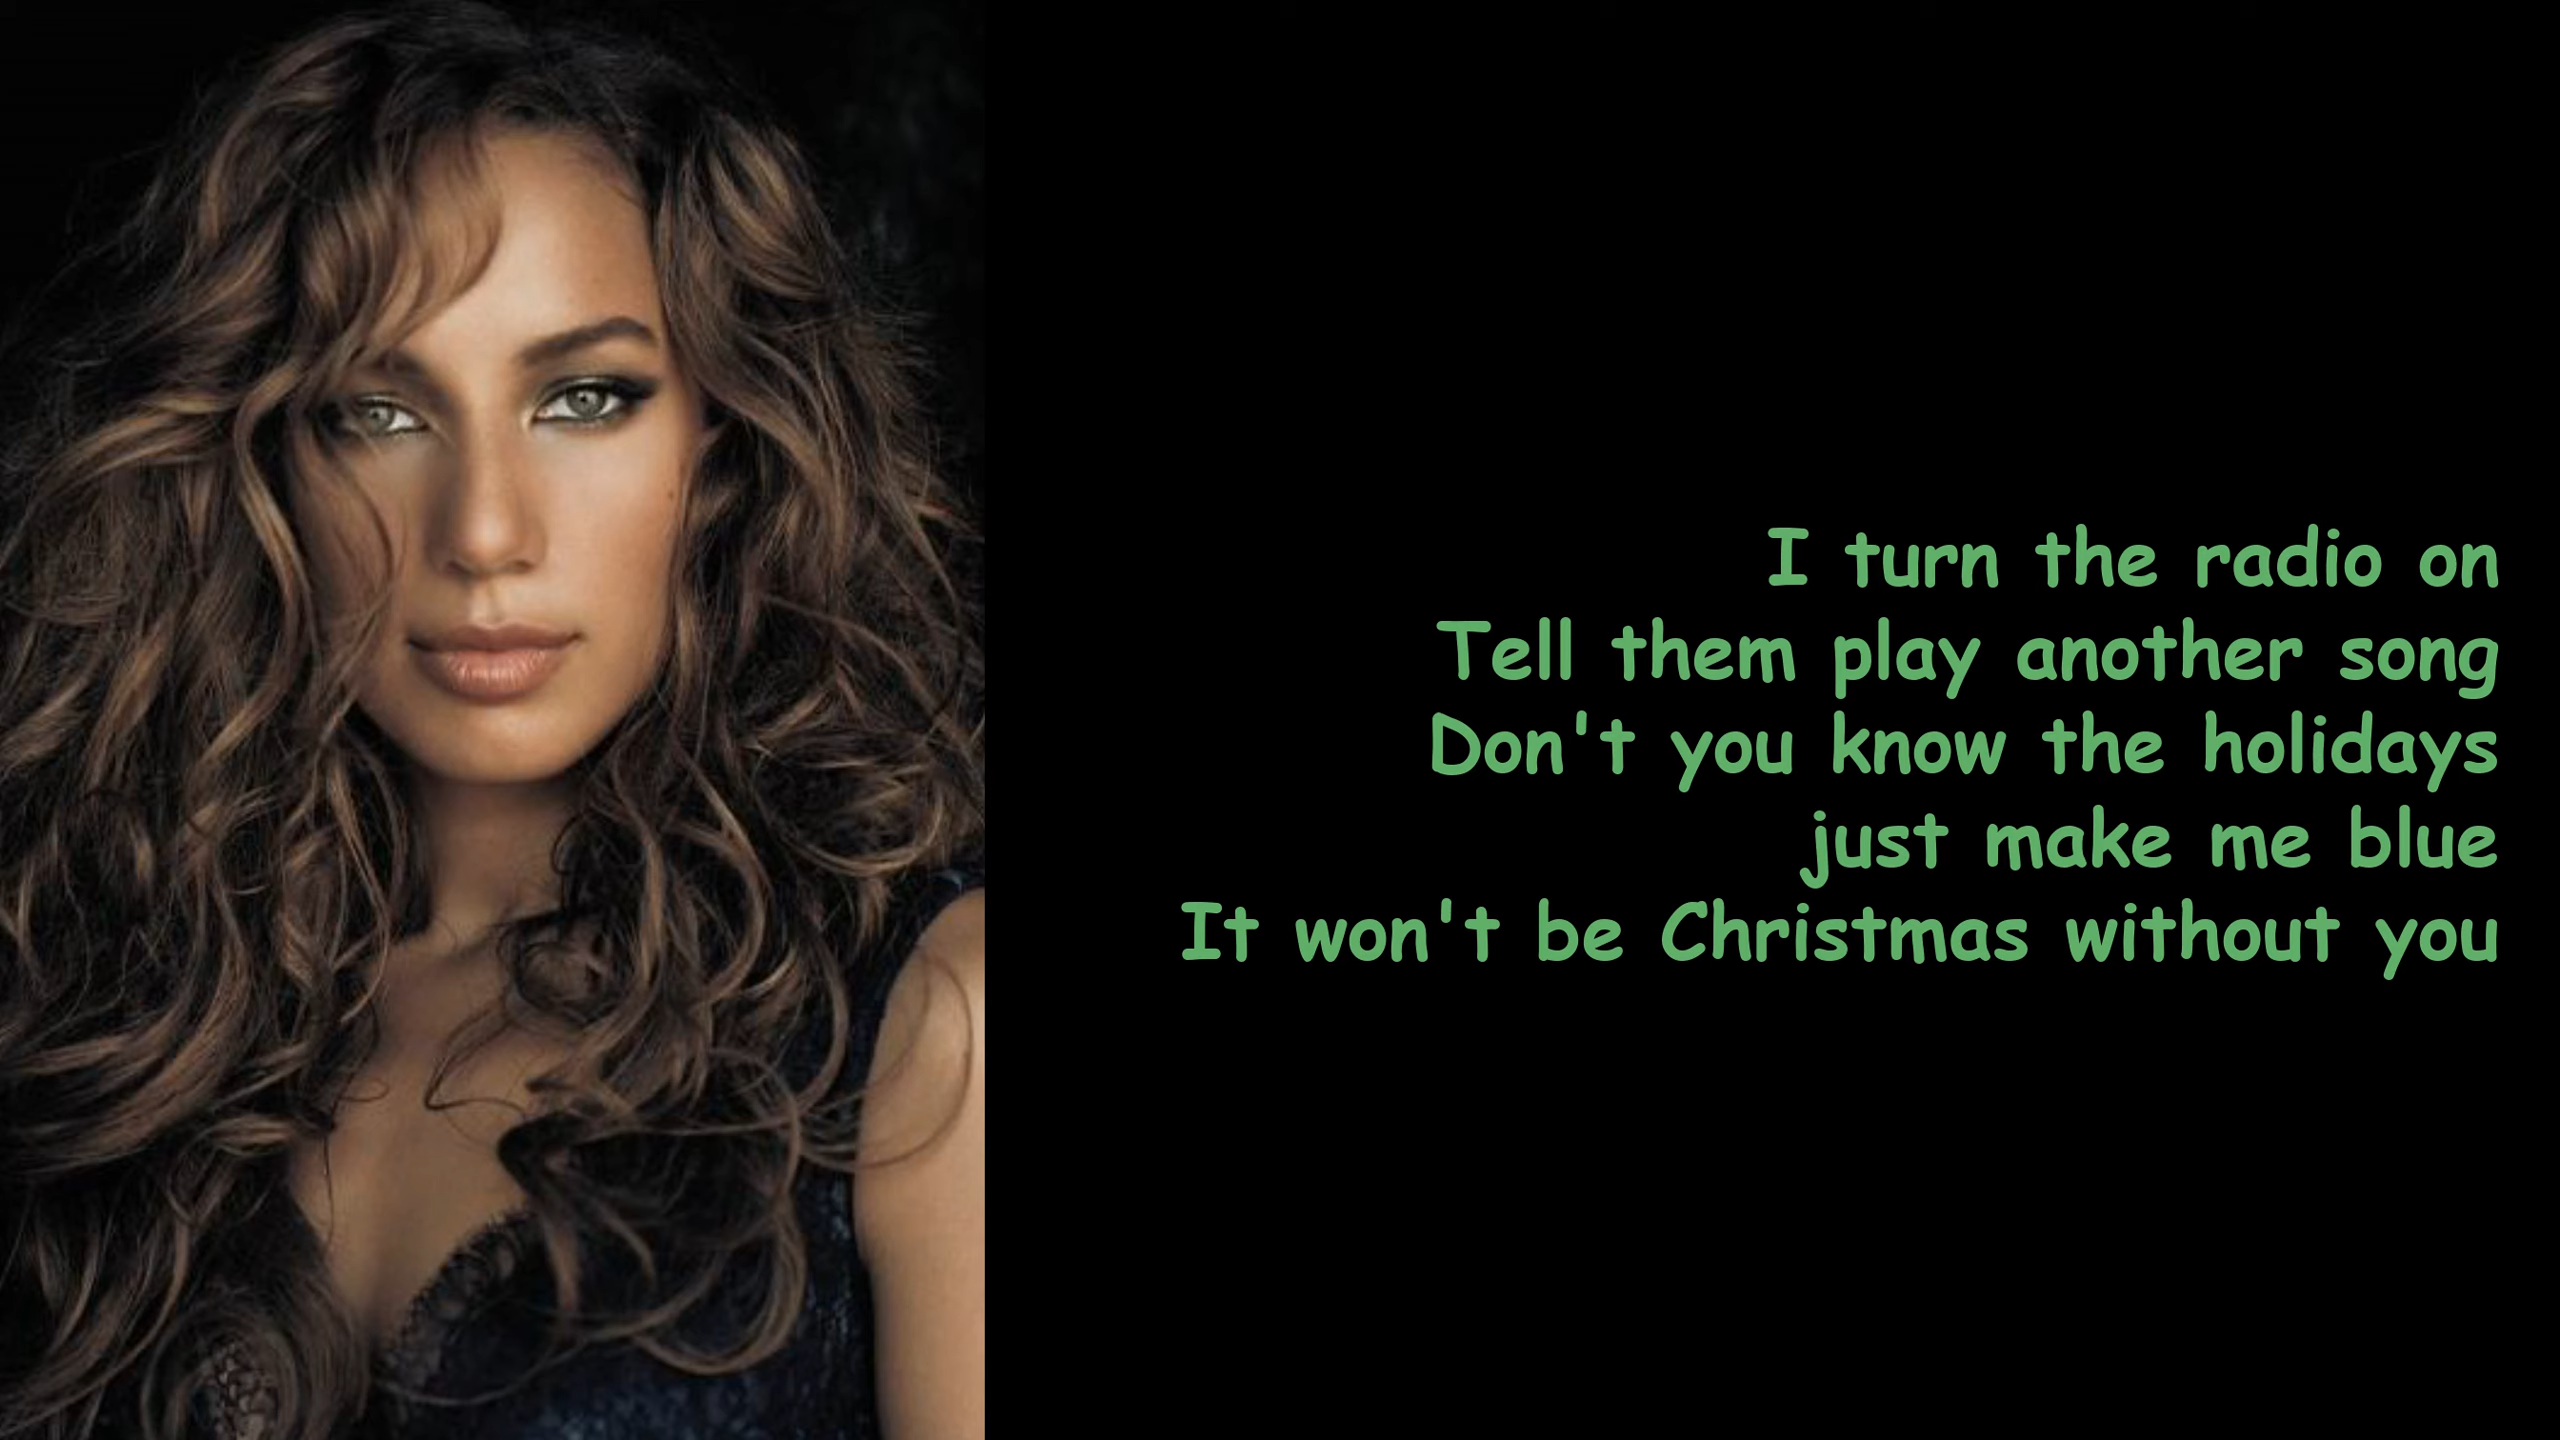 I turn the radio on
Tell them play another song
Don't you know the holidays
just make me blue
It won't be Christmas without you